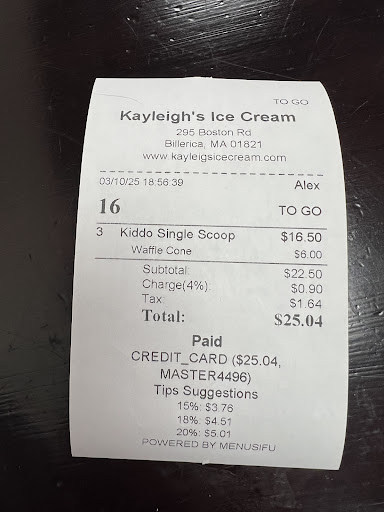 TO GO
Kayleigh's Ice Cream
295 Boston Rd
Billerica, MA 01821
www.kayleigsicecream.com
03/10/25 18:56:39 Alex
16 TO GO
3 Kiddo Single Scoop $16.50
Waffle Cone $6.00
Subtotal: $22.50
Charge(4%): $0.90
Tax: $1.64
Total: $25.04
Paid
CREDIT_CARD ($25.04,
MASTER4496)
Tips Suggestions
15%: $3.76
18%: $4.51
20%: $5.01
POWERED BY MENUSIFU